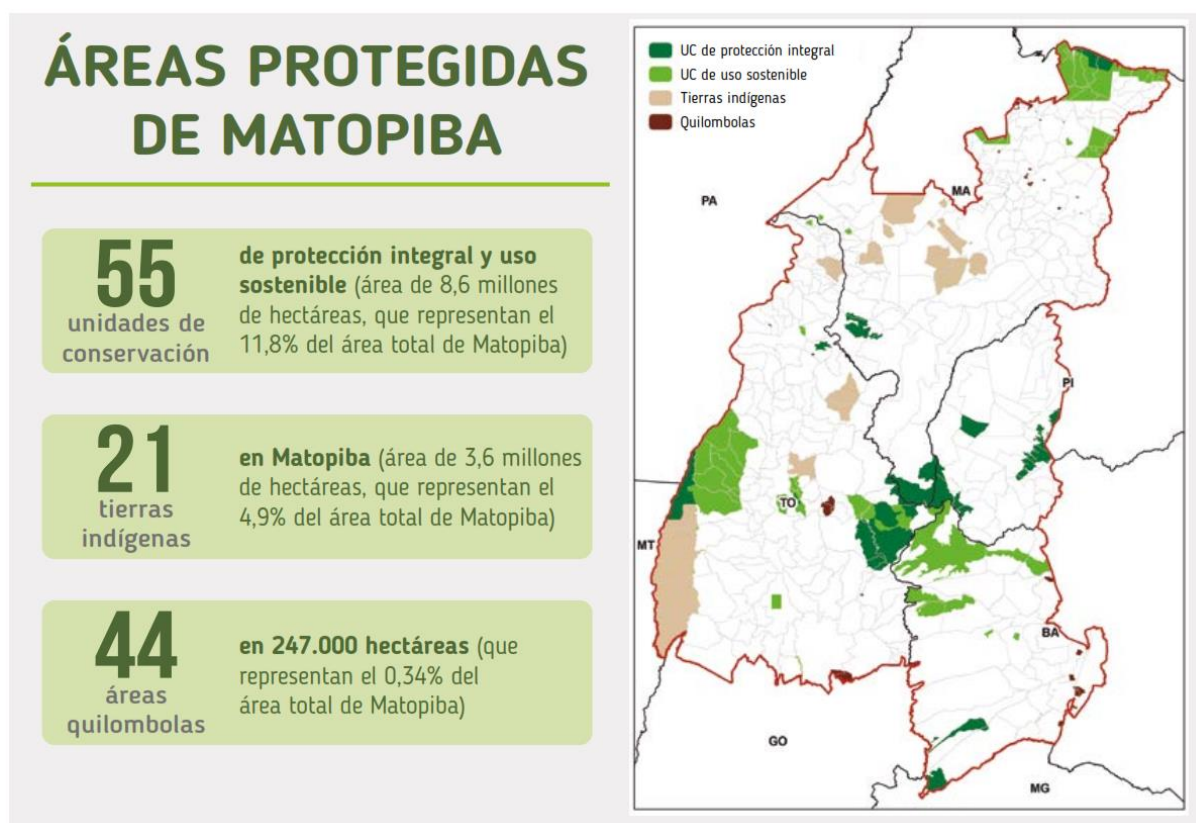 ÁREAS PROTEGIDAS
DE MATOPIBA
55
unidades de
conservación
de protección integral y uso
sostenible (área de 8,6 millones
de hectáreas, que representan el
11,8% del área total de Matopiba)
21
tierras
indígenas
en Matopiba (área de 3,6 millones
de hectáreas, que representan el
4,9% del área total de Matopiba)
44
áreas
quilombolas
en 247.000 hectáreas (que
representan el 0,34% del
área total de Matopiba)
UC de protección integral
UC de uso sostenible
Tierras indígenas
Quilombolas
PA
MA
PI
TO
MT
BA
GO
MG